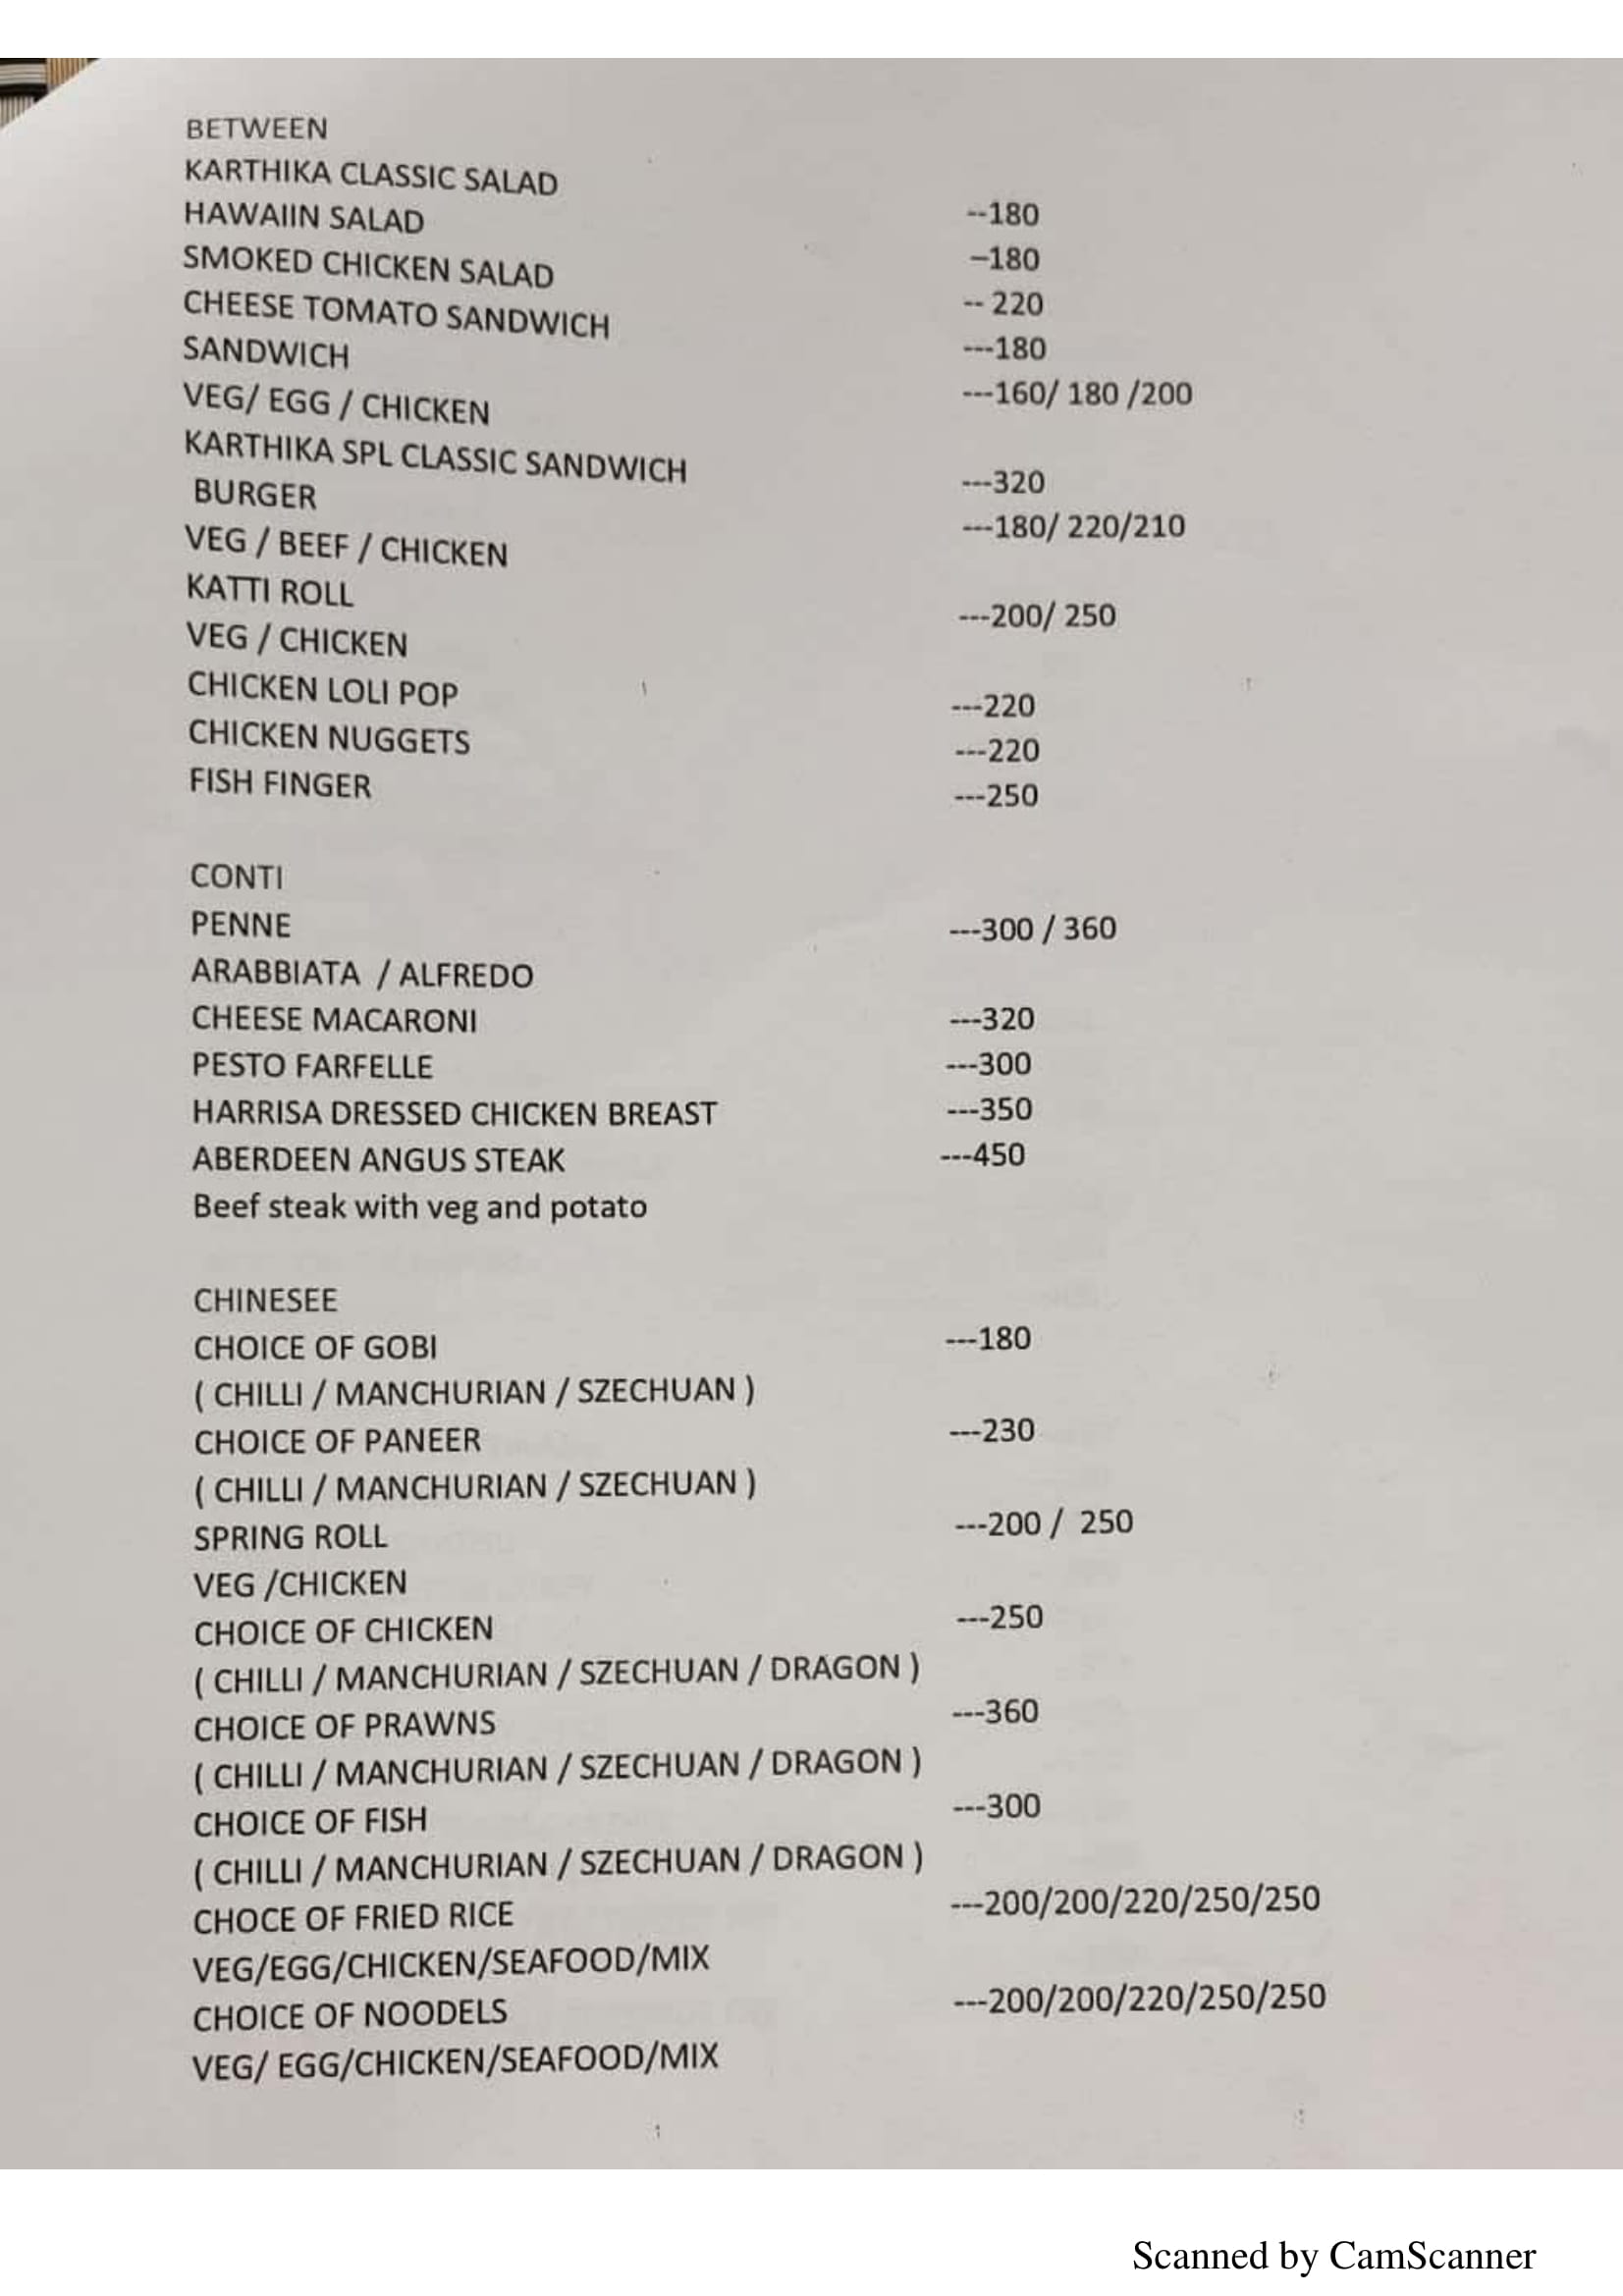 BETWEEN
KARTHIKA CLASSIC SALAD --180
HAWAIIN SALAD –180
SMOKED CHICKEN SALAD -- 220
CHEESE TOMATO SANDWICH ---180
SANDWICH ---160/ 180 /200
VEG/ EGG / CHICKEN
KARTHIKA SPL CLASSIC SANDWICH ---320
BURGER ---180/ 220/210
VEG / BEEF / CHICKEN
KATTI ROLL ---200/ 250
VEG / CHICKEN
CHICKEN LOLI POP ---220
CHICKEN NUGGETS ---220
FISH FINGER ---250
CONTI
PENNE ---300 / 360
ARABBIATA / ALFREDO
CHEESE MACARONI ---320
PESTO FARFELLE ---300
HARRISA DRESSED CHICKEN BREAST ---350
ABERDEEN ANGUS STEAK ---450
Beef steak with veg and potato
CHINESEE
CHOICE OF GOBI ---180
( CHILLI / MANCHURIAN / SZECHUAN )
CHOICE OF PANEER ---230
( CHILLI / MANCHURIAN / SZECHUAN )
SPRING ROLL ---200 / 250
VEG /CHICKEN
CHOICE OF CHICKEN ---250
( CHILLI / MANCHURIAN / SZECHUAN / DRAGON )
CHOICE OF PRAWNS ---360
( CHILLI / MANCHURIAN / SZECHUAN / DRAGON )
CHOICE OF FISH ---300
( CHILLI / MANCHURIAN / SZECHUAN / DRAGON )
CHOCE OF FRIED RICE ---200/200/220/250/250
VEG/EGG/CHICKEN/SEAFOOD/MIX
CHOICE OF NOODELS ---200/200/220/250/250
VEG/ EGG/CHICKEN/SEAFOOD/MIX
Scanned by CamScanner